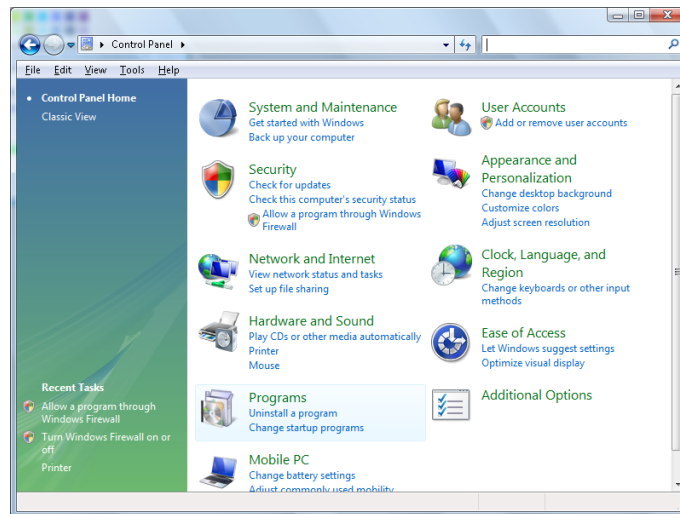 Control Panel
File Edit View Tools Help
Control Panel Home
Classic View
System and Maintenance
Get started with Windows
Back up your computer
Security
Check for updates
Check this computer's security status
Allow a program through Windows
Firewall
Network and Internet
View network status and tasks
Set up file sharing
Hardware and Sound
Play CDs or other media automatically
Printer
Mouse
Programs
Uninstall a program
Change startup programs
Mobile PC
Change battery settings
Adjust commonly used mobility
User Accounts
Add or remove user accounts
Appearance and
Personalization
Change desktop background
Customize colors
Adjust screen resolution
Clock, Language, and
Region
Change keyboards or other input
methods
Ease of Access
Let Windows suggest settings
Optimize visual display
Additional Options
Recent Tasks
Allow a program through
Windows Firewall
Turn Windows Firewall on or
off
Printer